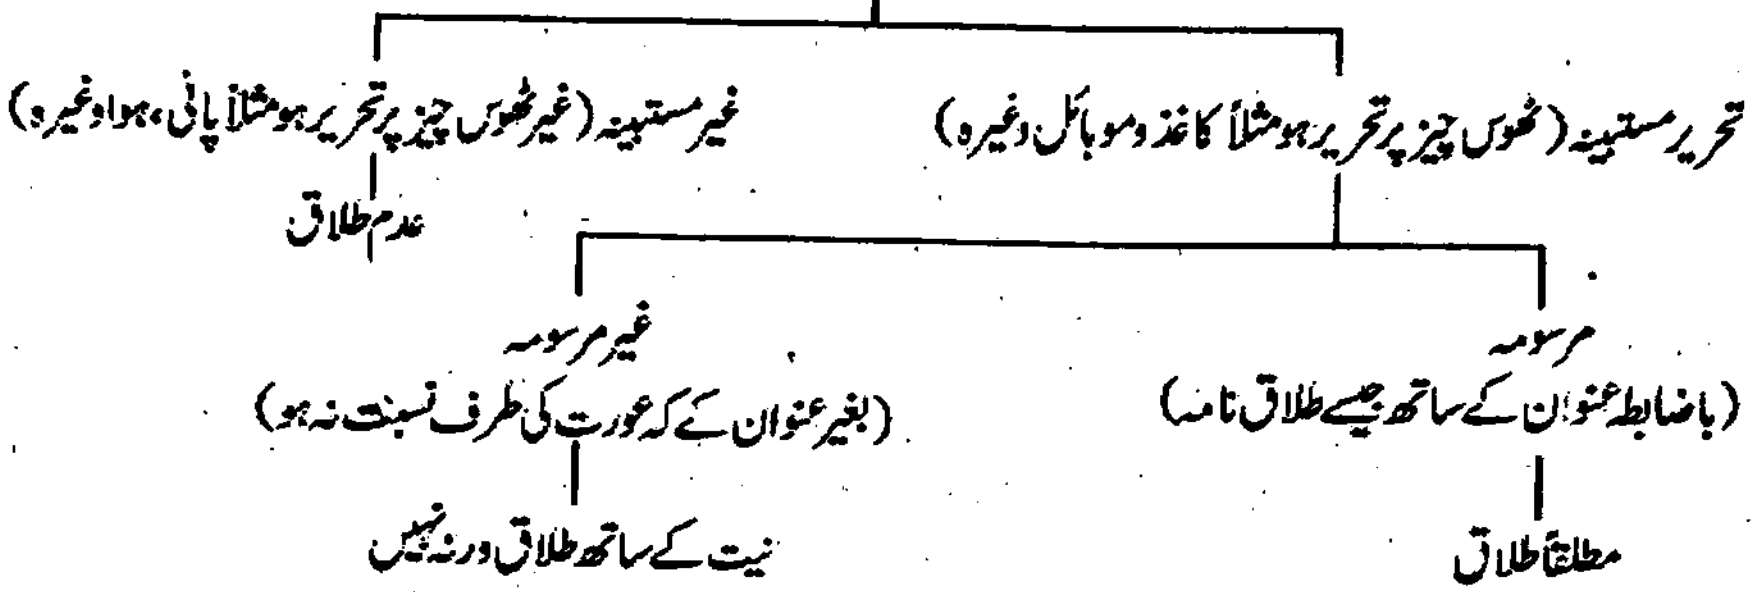 تحریر مستبینہ (ٹھوس چیز پر تحریر ہو مثلاً کاغذ و موبائل وغیرہ)
غیر مستبینہ (غیر ٹھوس چیز پر تحریر ہو مثلاً پانی، ہوا وغیرہ)
عدم طلاق
مرسومہ
(باضابطہ عنوان کے ساتھ جیسے طلاق نامہ)
مطلقاً طلاق
غیر مرسومہ
(بغیر عنوان کے کہ عورت کی طرف نسبت نہ ہو)
نیت کے ساتھ طلاق ورنہ نہیں